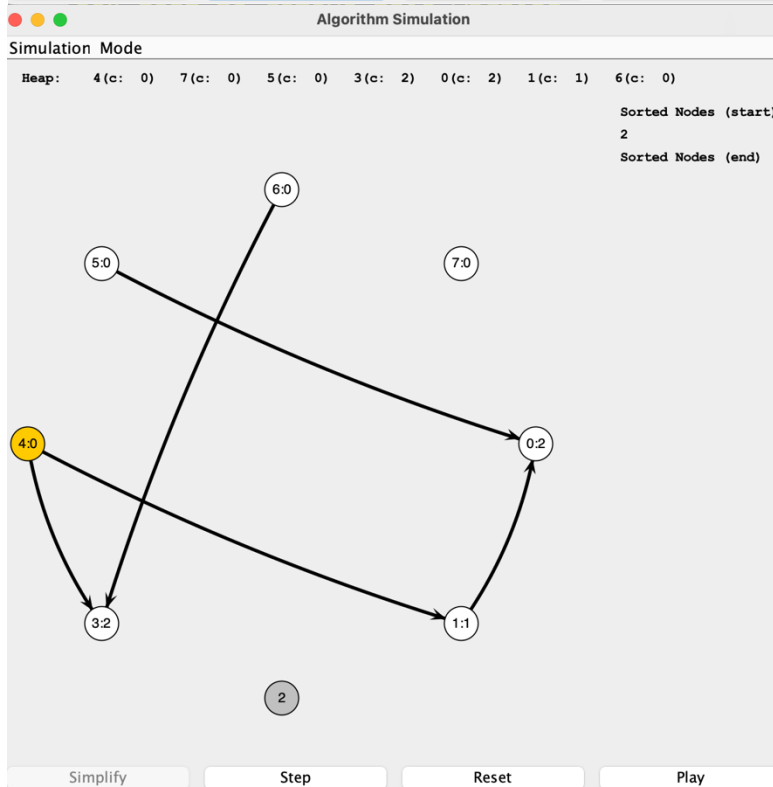 Algorithm Simulation
Simulation Mode
Heap: 4(c: 0) 7(c: 0) 5(c: 0) 3(c: 2) 0(c: 2) 1(c: 1) 6(c: 0)
Sorted Nodes (start)
2
Sorted Nodes (end)
6:0
5:0
7:0
4:0
0:2
3:2
1:1
2
Simplify Step Reset Play